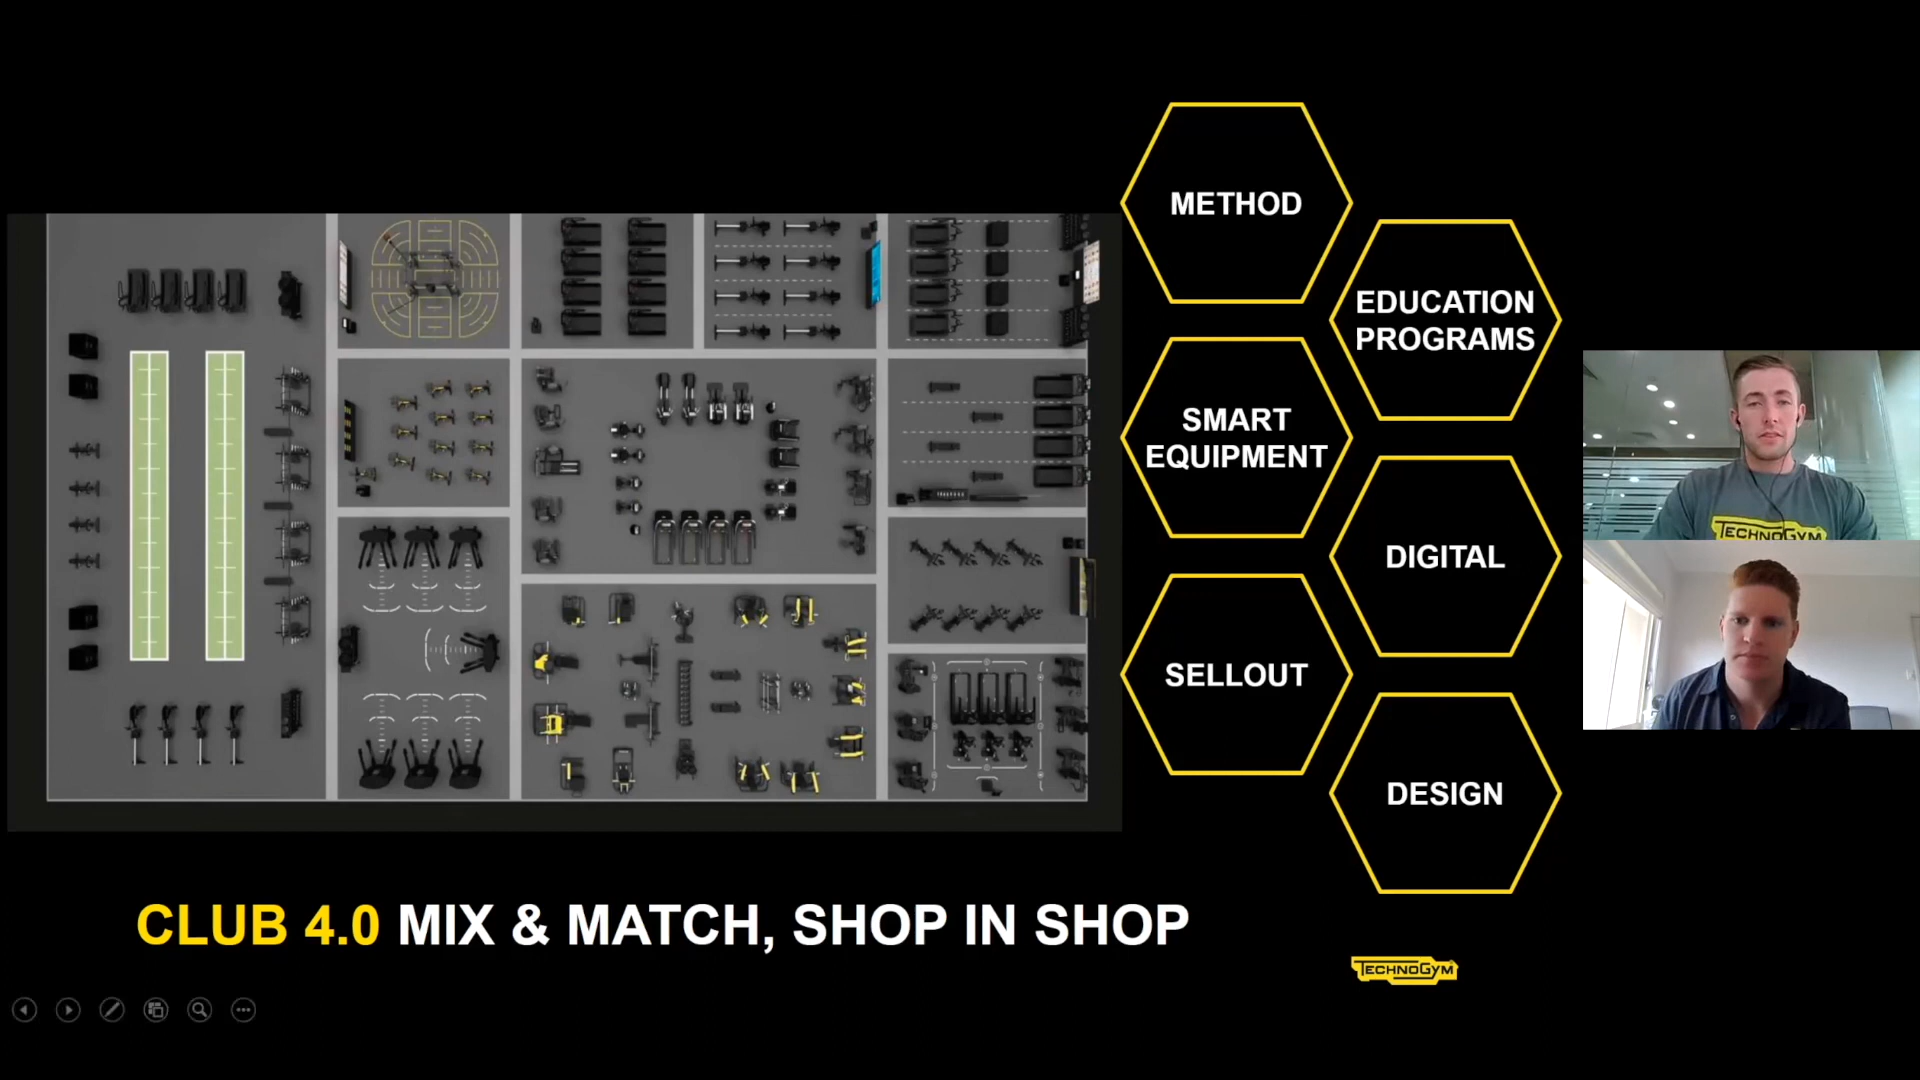 METHOD
EDUCATION
PROGRAMS
SMART
EQUIPMENT
DIGITAL
SELLOUT
DESIGN
CLUB 4.0 MIX & MATCH, SHOP IN SHOP
TECHNOGYM
TECHNOGYM